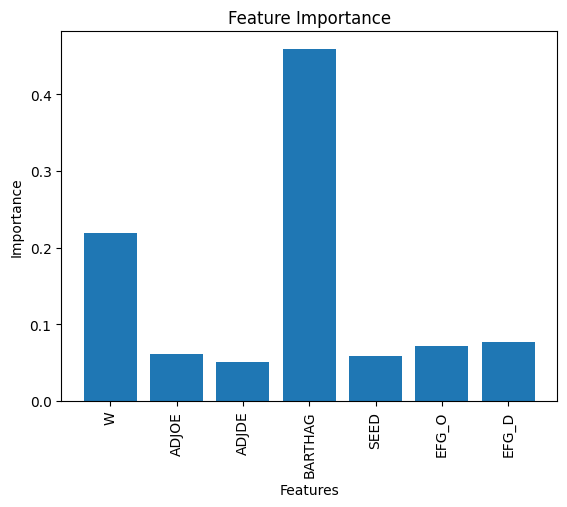 Feature Importance
Importance
0.4
0.3
0.2
0.1
0.0
W
ADJOE
ADJDE
BARTHAG
SEED
EFG_O
EFG_D
Features